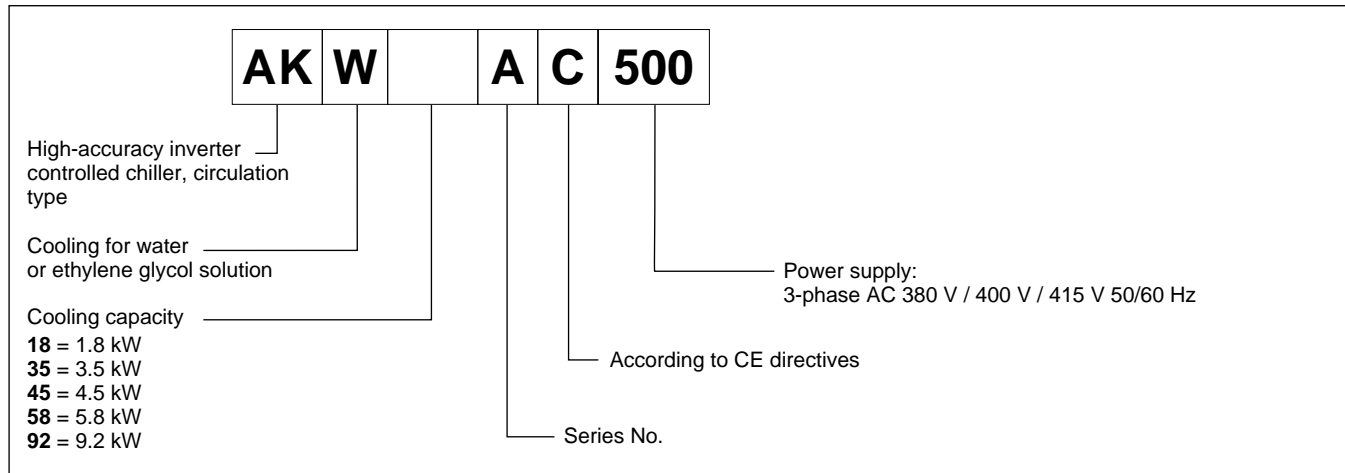 AK W A C 500
High-accuracy inverter
controlled chiller, circulation
type
Cooling for water
or ethylene glycol solution
Cooling capacity
18 = 1.8 kW
35 = 3.5 kW
45 = 4.5 kW
58 = 5.8 kW
92 = 9.2 kW
Power supply:
3-phase AC 380 V / 400 V / 415 V 50/60 Hz
According to CE directives
Series No.